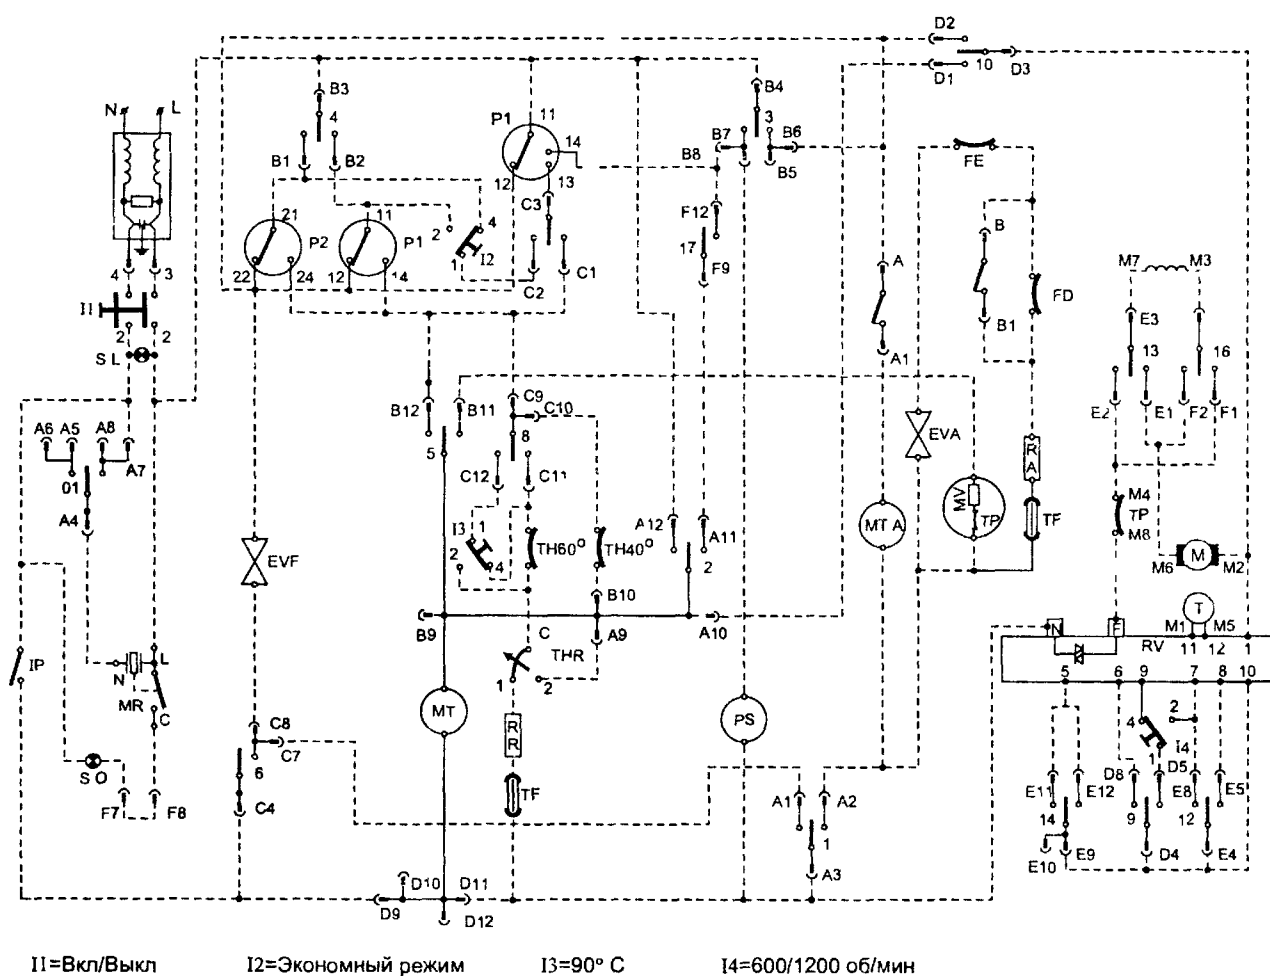 D2
B3
B4
D1
10
D3
N
L
4
P1
11
14
3
B7
B6
B1
B2
B8
B5
FE
12
13
C3
F12
21
11
2
4
B
P2
P1
I2
17
M7
M3
22
24
12
14
1
C2
C1
F9
A
FD
4
3
I1
B1
E3
2
2
13
16
SL
A1
C9
B12
B11
C10
E2
E1
F2
F1
A6
A5
A8
8
EVA
A7
5
RA
01
C12
C11
MV
M4
A4
A12
A11
MTA
TP
TF
TP
I3
1
M8
EVF
2
TH60°
TH40°
4
2
M
M6
M2
B10
T
B9
C
A9
A10
M1
M5
N
F
L
THR
RV
11
12
1
IP
N
1
2
5
6
9
7
8
10
MR
C
MT
PS
2
C8
RR
4
I4
6
C7
1
SO
D8
D5
TF
E11
E12
E8
E5
F7
F8
C4
A1
A2
14
9
12
1
A3
E10
E9
D4
E4
D10
D11
D9
D12
I1=Вкл/Выкл
I2=Экономный режим
I3=90° C
I4=600/1200 об/мин